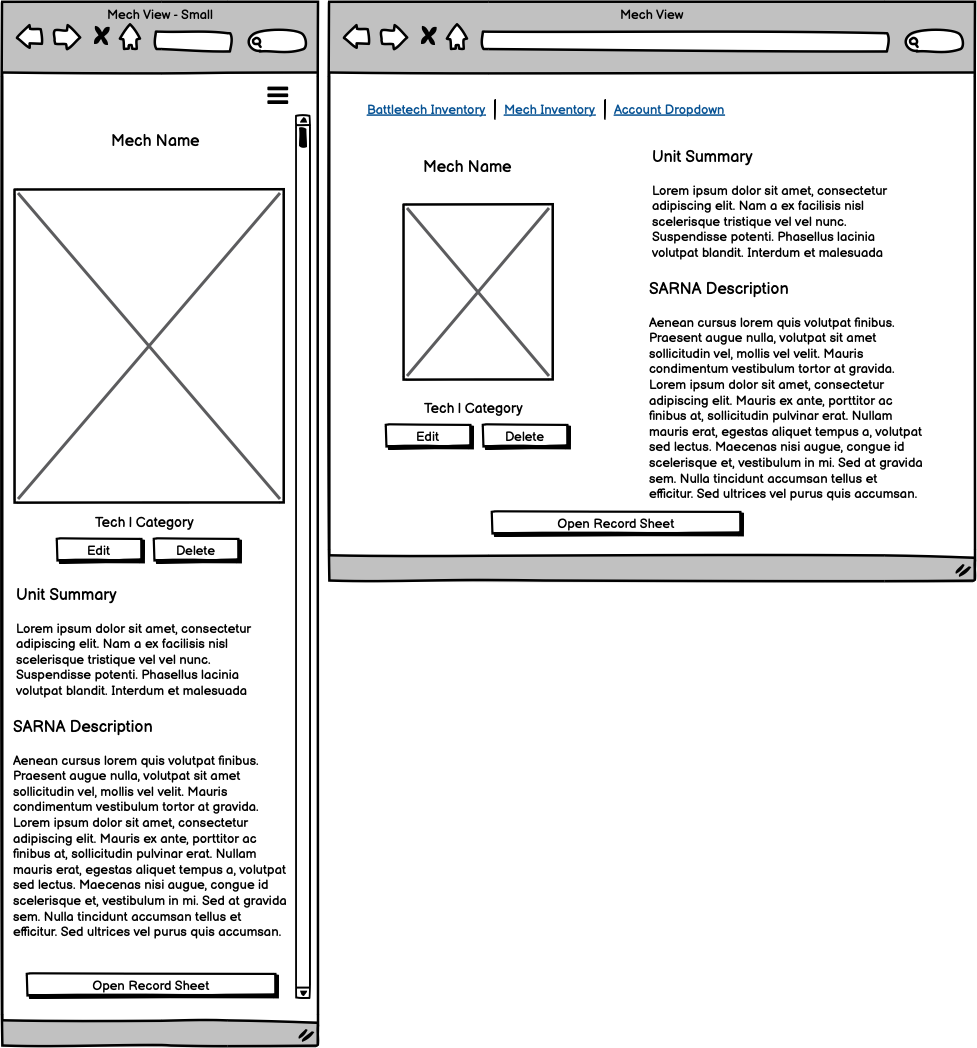 Mech View - Small
Mech Name
Tech | Category
Edit
Delete
Unit Summary
Lorem ipsum dolor sit amet, consectetur
adipiscing elit. Nam a ex facilisis nisl
scelerisque tristique vel vel nunc.
Suspendisse potenti. Phasellus lacinia
volutpat blandit. Interdum et malesuada
SARNA Description
Aenean cursus lorem quis volutpat finibus.
Praesent augue nulla, volutpat sit amet
sollicitudin vel, mollis vel velit. Mauris
condimentum vestibulum tortor at gravida.
Lorem ipsum dolor sit amet, consectetur
adipiscing elit. Mauris ex ante, porttitor ac
finibus at, sollicitudin pulvinar erat. Nullam
mauris erat, egestas aliquet tempus a, volutpat
sed lectus. Maecenas nisi augue, congue id
scelerisque et, vestibulum in mi. Sed at gravida
sem. Nulla tincidunt accumsan tellus et
efficitur. Sed ultrices vel purus quis accumsan.
Open Record Sheet
Mech View
Battletech Inventory | Mech Inventory | Account Dropdown
Mech Name
Tech | Category
Edit
Delete
Unit Summary
Lorem ipsum dolor sit amet, consectetur
adipiscing elit. Nam a ex facilisis nisl
scelerisque tristique vel vel nunc.
Suspendisse potenti. Phasellus lacinia
volutpat blandit. Interdum et malesuada
SARNA Description
Aenean cursus lorem quis volutpat finibus.
Praesent augue nulla, volutpat sit amet
sollicitudin vel, mollis vel velit. Mauris
condimentum vestibulum tortor at gravida.
Lorem ipsum dolor sit amet, consectetur
adipiscing elit. Mauris ex ante, porttitor ac
finibus at, sollicitudin pulvinar erat. Nullam
mauris erat, egestas aliquet tempus a, volutpat
sed lectus. Maecenas nisi augue, congue id
scelerisque et, vestibulum in mi. Sed at gravida
sem. Nulla tincidunt accumsan tellus et
efficitur. Sed ultrices vel purus quis accumsan.
Open Record Sheet